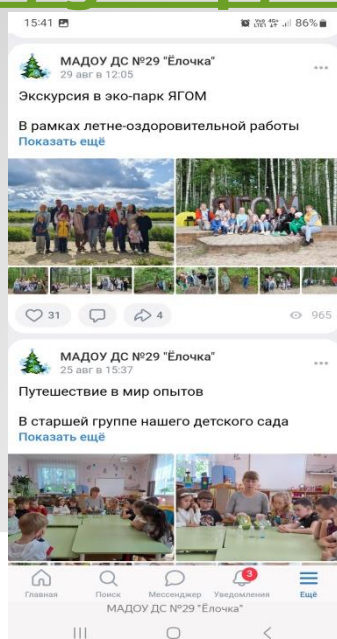 15:41 86%
МАДОУ ДС №29 "Ёлочка"
29 авг в 12:05
Экскурсия в эко-парк ЯГОМ
В рамках летне-оздоровительной работы
Показать ещё
ЯГОМ
31 4 965
МАДОУ ДС №29 "Ёлочка"
25 авг в 15:37
Путешествие в мир опытов
В старшей группе нашего детского сада
Показать ещё
3
Главная Поиск Мессенджер Уведомления Ещё
МАДОУ ДС №29 "Ёлочка"